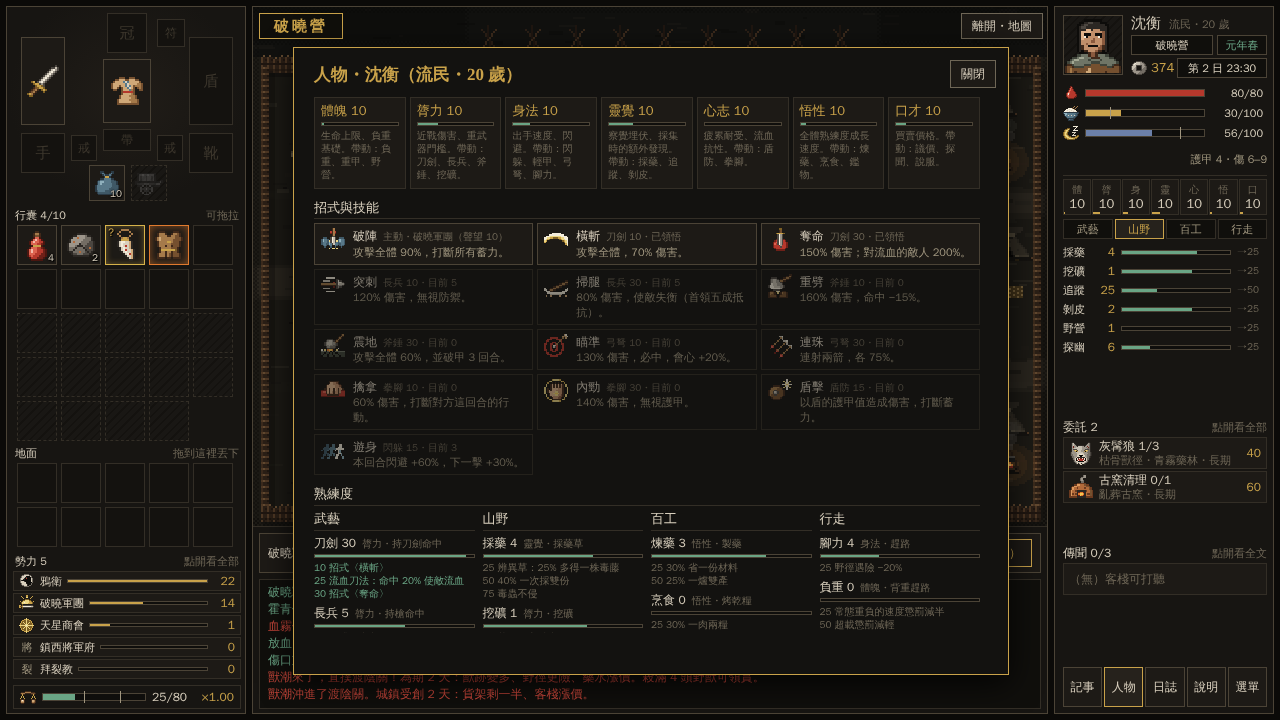 冠
符
盾
手
戒
帶
戒
靴
10
行囊 4/10
可拖拉
4
2
?
地面
拖到這裡丟下
勢力 5
點開看全部
鴉衛
22
破曉軍團
14
天星商會
1
將
鎮西將軍府
0
裂
拜裂教
0
25/80
×1.00
破曉營
離開・地圖
人物・沈衡（流民・20 歲）
關閉
體魄 10
生命上限、負重基礎。帶動：負重、重甲、野營。
膂力 10
近戰傷害、重武器門檻。帶動：刀劍、長兵、斧錘、挖礦。
身法 10
出手速度、閃避。帶動：閃躲、輕甲、弓弩、腳力。
靈覺 10
察覺埋伏、採集時的額外發現。帶動：採藥、追蹤、剝皮。
心志 10
疲累耐受、流血抗性。帶動：盾防、拳腳。
悟性 10
全體熟練度成長速度。帶動：煉藥、烹食、鑑物。
口才 10
買賣價格。帶動：議價、探聞、說服。
招式與技能
破陣 主動・破曉軍團（聲望 10）
攻擊全體 90%，打斷所有蓄力。
橫斬 刀劍 10・已領悟
攻擊全體，70% 傷害。
奪命 刀劍 30・已領悟
150% 傷害；對流血的敵人 200%。
突刺 長兵 10・目前 5
120% 傷害，無視防禦。
掃腿 長兵 30・目前 5
80% 傷害，使敵失衡（首領五成抵抗）。
重劈 斧錘 10・目前 0
160% 傷害，命中 −15%。
震地 斧錘 30・目前 0
攻擊全體 60%，並破甲 3 回合。
瞄準 弓弩 10・目前 0
130% 傷害，必中，會心 +20%。
連珠 弓弩 30・目前 0
連射兩箭，各 75%。
擒拿 拳腳 10・目前 0
60% 傷害，打斷對方這回合的行動。
內勁 拳腳 30・目前 0
140% 傷害，無視護甲。
盾擊 盾防 15・目前 0
以盾的護甲值造成傷害，打斷蓄力。
遊身 閃躲 15・目前 3
本回合閃避 +60%，下一擊 +30%。
熟練度
武藝
刀劍 30 膂力・持刀劍命中
10 招式〈橫斬〉
25 流血刀法：命中 20% 使敵流血
30 招式〈奪命〉
長兵 5 膂力・持槍命中
山野
採藥 4 靈覺・採藥草
25 辨異草：25% 多得一株毒藤
50 40% 一次採雙份
75 毒蟲不侵
挖礦 1 膂力・挖礦
百工
煉藥 3 悟性・製藥
25 30% 省一份材料
50 25% 一爐雙產
烹食 0 悟性・烤乾糧
25 30% 一肉兩糧
行走
腳力 4 身法・趕路
25 野徑遇險 −20%
負重 0 體魄・背重趕路
25 常態重負的速度懲罰減半
50 超載懲罰減輕
獸潮沖進了渡陰關。城鎮受創 2 天：貨架剩一半、客棧漲價。
沈衡 流民・20 歲
破曉營
元年春
374
第 2 日 23:30
80/80
30/100
56/100
護甲 4・傷 6–9
體
膂
身
靈
心
悟
口
10
10
10
10
10
10
10
武藝
山野
百工
行走
採藥 4 →25
挖礦 1 →25
追蹤 25 →50
剝皮 2 →25
野營 1 →25
探幽 6 →25
委託 2
點開看全部
灰髯狼 1/3
枯骨獸徑・青霧藥林・長期
40
古窯清理 0/1
亂葬古窯・長期
60
傳聞 0/3
點開看全文
（無）客棧可打聽
記事
人物
日誌
說明
選單